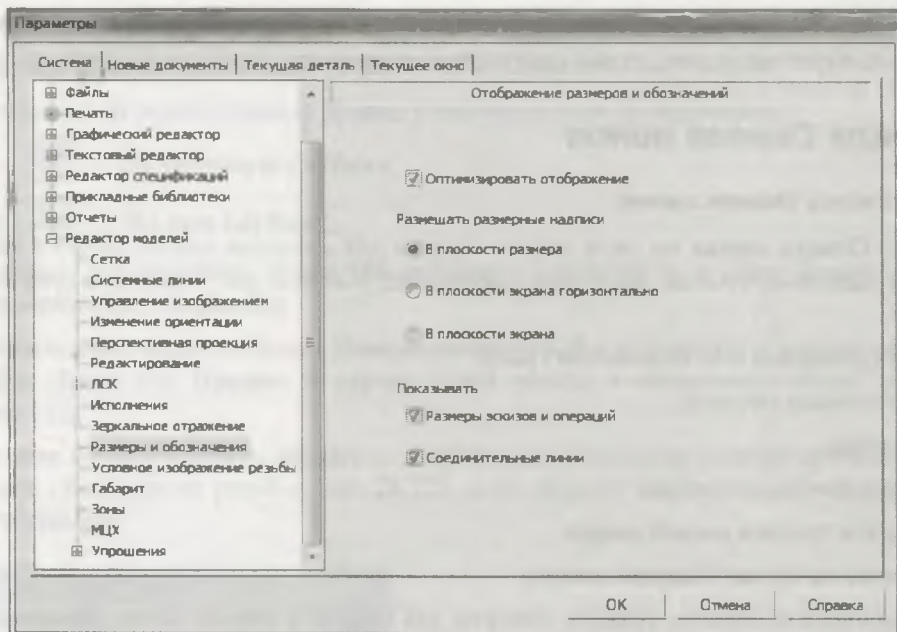 Параметры
Система Новые документы Текущая деталь Текущее окно
Файлы
Печать
Графический редактор
Текстовый редактор
Редактор спецификаций
Прикладные библиотеки
Отчеты
Редактор моделей
Сетка
Системные линии
Управление изображением
Изменение ориентации
Перспективная проекция
Редактирование
ЛСК
Исполнения
Зеркальное отражение
Размеры и обозначения
Условное изображение резьбы
Габарит
Зоны
МЦХ
Упрощения
Отображение размеров и обозначений
Оптимизировать отображение
Размещать размерные надписи
В плоскости размера
В плоскости экрана горизонтально
В плоскости экрана
Показывать
Размеры эскизов и операций
Соединительные линии
OK Отмена Справка